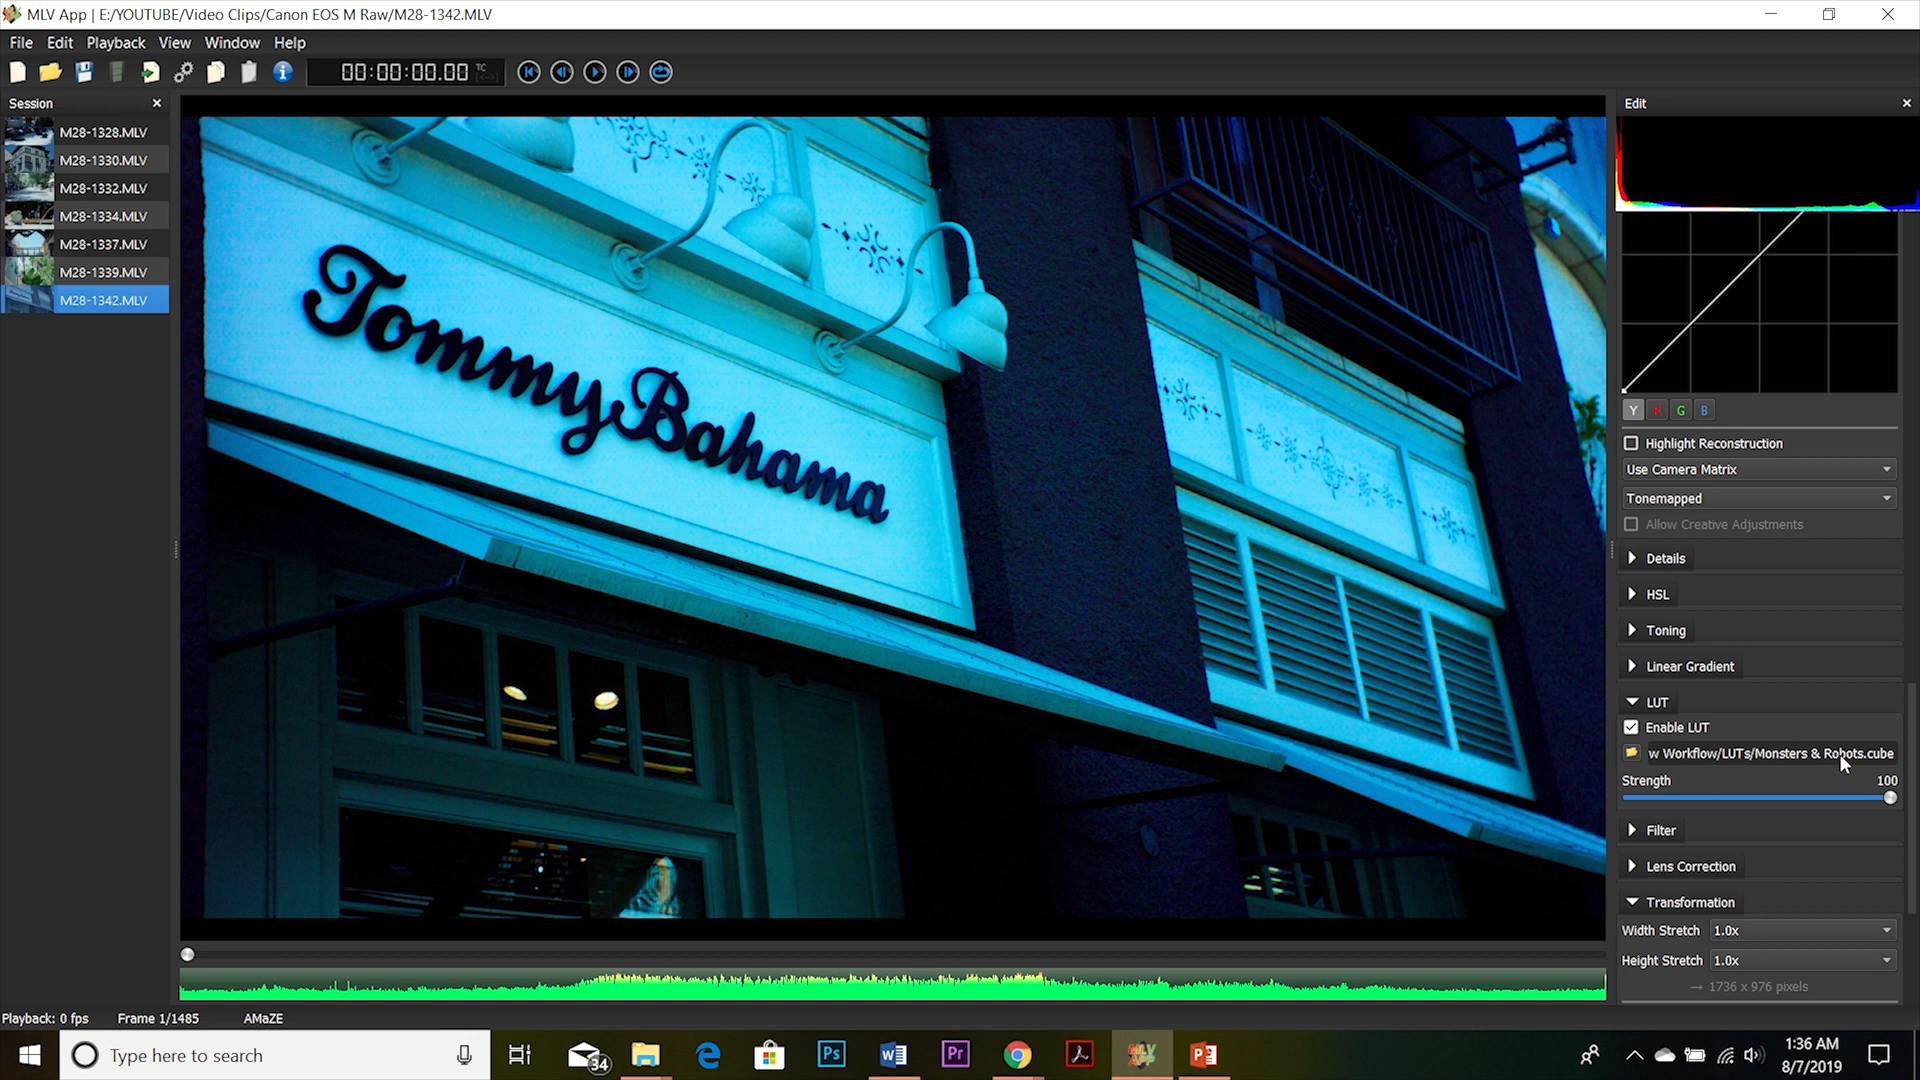 MLV App | E:/YOUTUBE/Video Clips/Canon EOS M Raw/M28-1342.MLV
File Edit Playback View Window Help
00:00:00.00 TC
Session
Edit
M28-1328.MLV
M28-1330.MLV
M28-1332.MLV
M28-1334.MLV
M28-1337.MLV
M28-1339.MLV
M28-1342.MLV
Tommy Bahama
Y R G B
Highlight Reconstruction
Use Camera Matrix
Tonemapped
Allow Creative Adjustments
Details
HSL
Toning
Linear Gradient
LUT
Enable LUT
w Workflow/LUTs/Monsters & Robots.cube
Strength 100
Filter
Lens Correction
Transformation
Width Stretch 1.0x
Height Stretch 1.0x
→ 1736 x 976 pixels
Playback: 0 fps Frame 1/1485 AMaZE
Type here to search
34
Ps
W
Pr
MLV APP
P
1:36 AM
8/7/2019